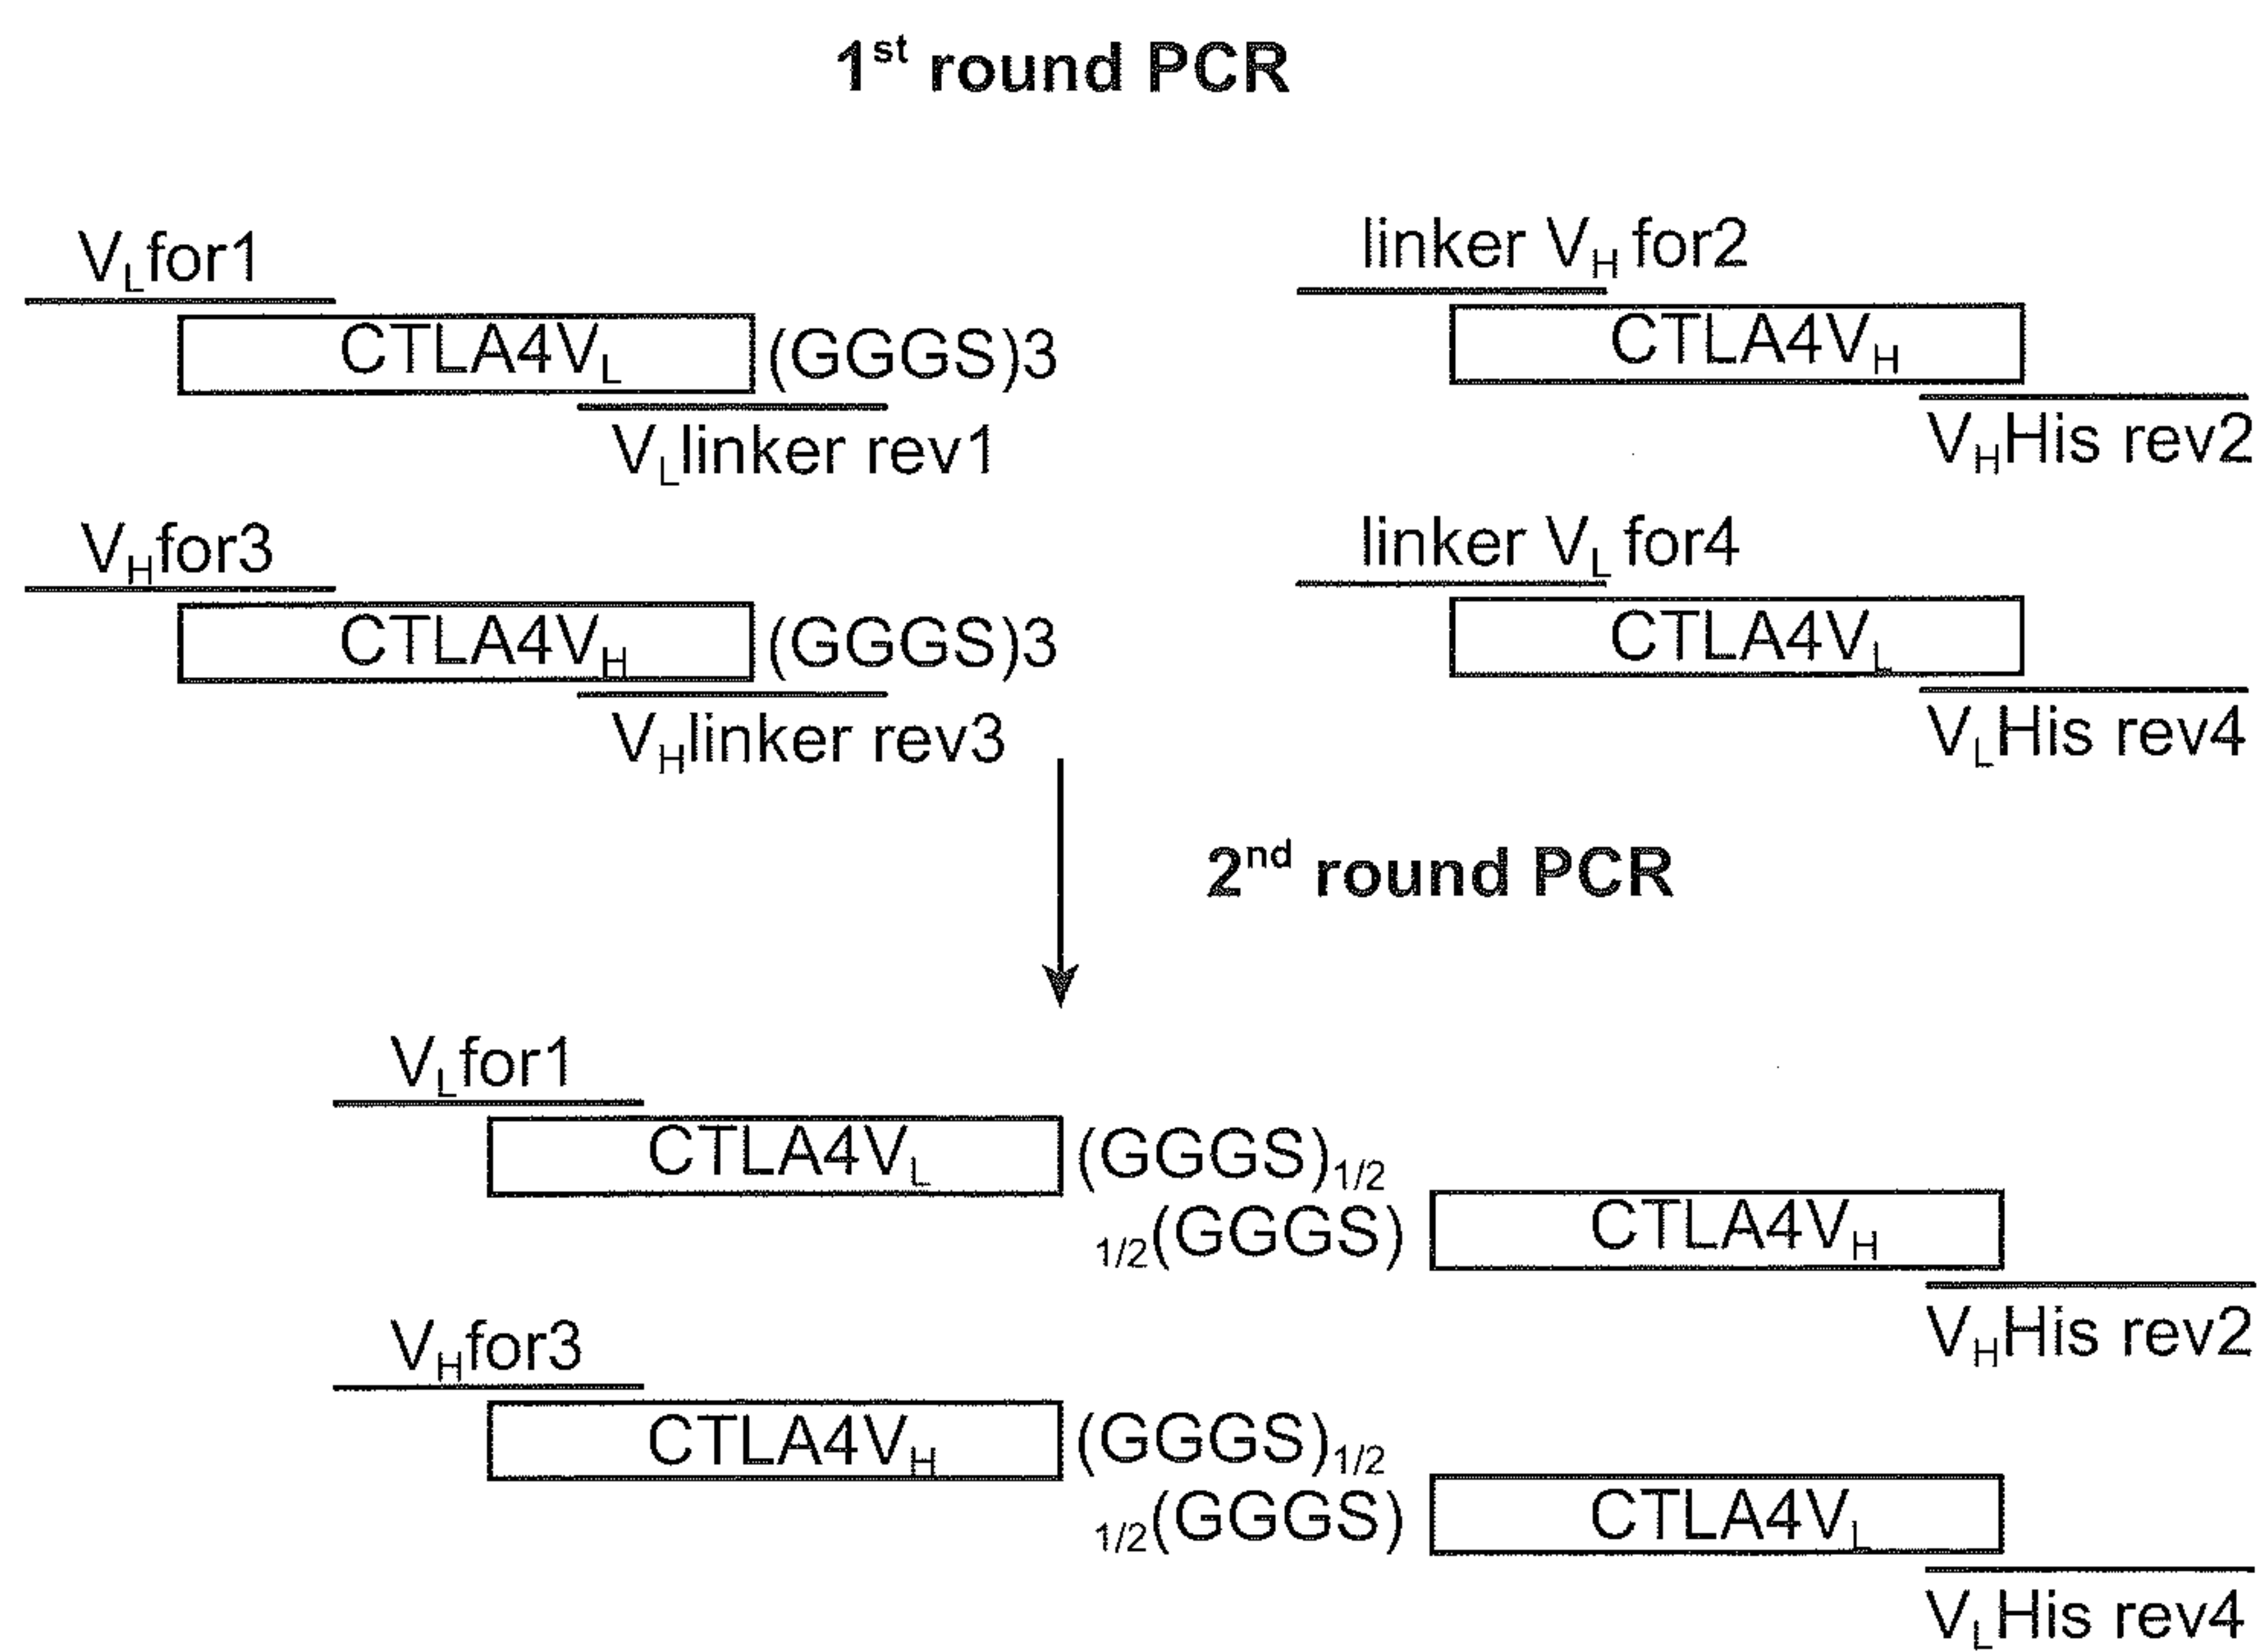 1st round PCR
VLfor1
linker VH for2
CTLA4VL (GGGS)3
CTLA4VH
VLlinker rev1
VHHis rev2
VHfor3
linker VL for4
CTLA4VH (GGGS)3
CTLA4VL
VHlinker rev3
VLHis rev4
2nd round PCR
VLfor1
CTLA4VL (GGGS)1/2
1/2(GGGS) CTLA4VH
VHHis rev2
VHfor3
CTLA4VH (GGGS)1/2
1/2(GGGS) CTLA4VL
VLHis rev4